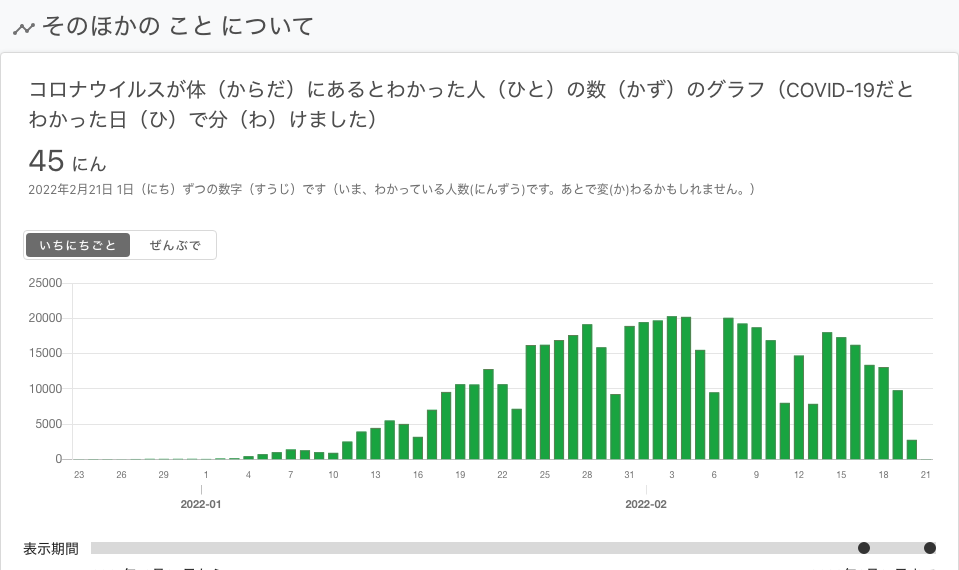 そのほかの こと について
コロナウイルスが体（からだ）にあるとわかった人（ひと）の数（かず）のグラフ（COVID-19だと
わかった日（ひ）で分（わ）けました）
45 にん
2022年2月21日 1日（にち）ずつの数字（すうじ）です（いま、わかっている人数(にんずう)です。あとで変(か)わるかもしれません。）
いちにちごと ぜんぶで
25000
20000
15000
10000
5000
0
23 26 29 1 4 7 10 13 16 19 22 25 28 31 3 6 9 12 15 18 21
2022-01 2022-02
表示期間